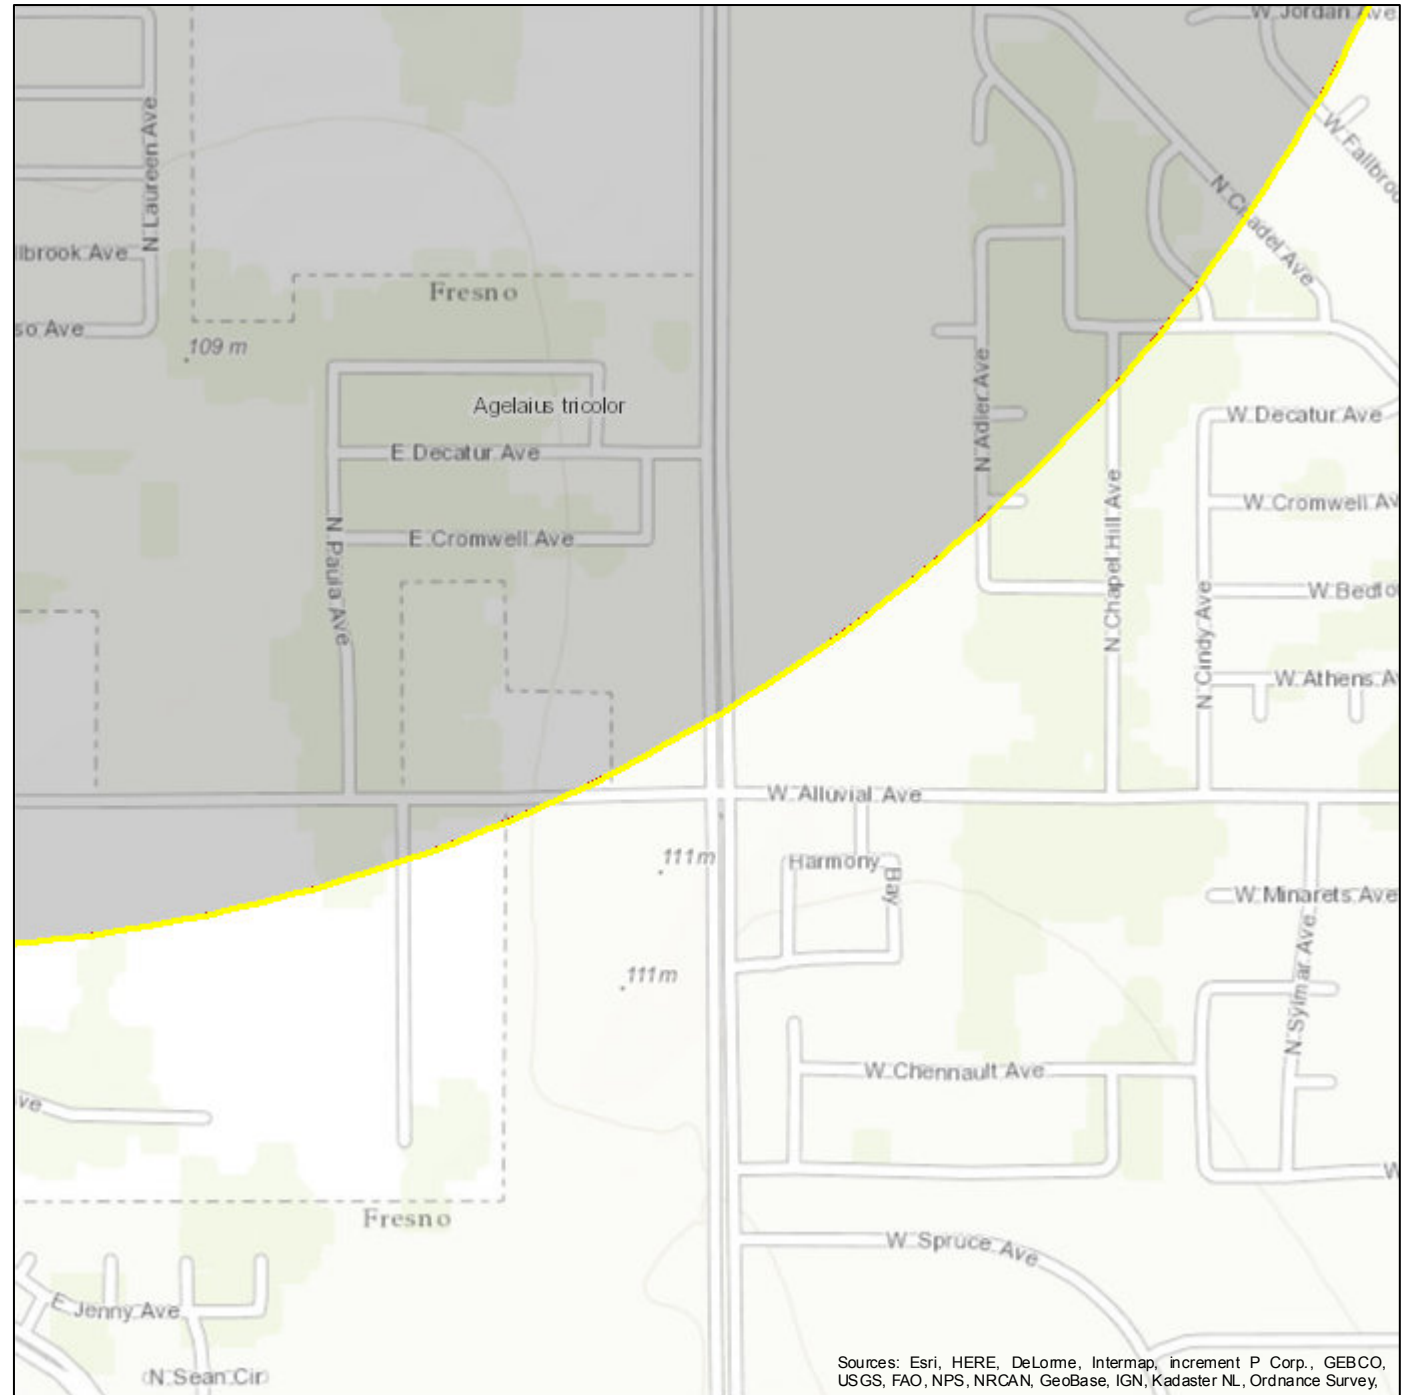 W Jordan Ave
N Laureen Ave
W Fallbroo
N Citadel Ave
llbrook Ave
Fresno
so Ave
109 m
N Adler Ave
Agelaius tricolor
W Decatur Ave
E Decatur Ave
N Chapel Hill Ave
W Cromwell Av
E Cromwell Ave
N Paula Ave
W Bedfo
N Cindy Ave
W Athens A
W Alluvial Ave
111 m
Harmony
Bay
W Minarets Ave
111 m
N Sylmar Ave
W Chennault Ave
ve
W
Fresno
W Spruce Ave
E Jenny Ave
N Sean Cir
Sources: Esri, HERE, DeLorme, Intermap, increment P Corp., GEBCO,
USGS, FAO, NPS, NRCAN, GeoBase, IGN, Kadaster NL, Ordnance Survey,